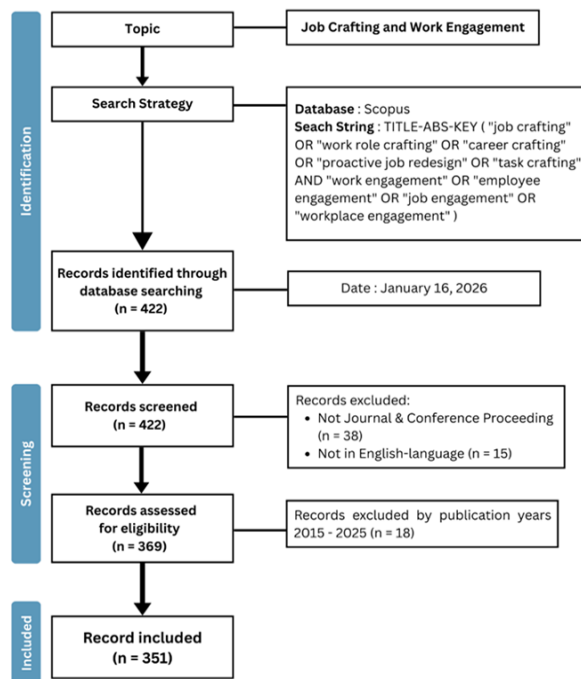 Identification
Topic
Job Crafting and Work Engagement
Search Strategy
Database : Scopus
Seach String : TITLE-ABS-KEY ( "job crafting"
OR "work role crafting" OR "career crafting"
OR "proactive job redesign" OR "task crafting"
AND "work engagement" OR "employee
engagement" OR "job engagement" OR
"workplace engagement" )
Records identified through
database searching
(n = 422)
Date : January 16, 2026
Screening
Records screened
(n = 422)
Records excluded:
• Not Journal & Conference Proceeding
(n = 38)
• Not in English-language (n = 15)
Records assessed
for eligibility
(n = 369)
Records excluded by publication years
2015 - 2025 (n = 18)
Included
Record included
(n = 351)